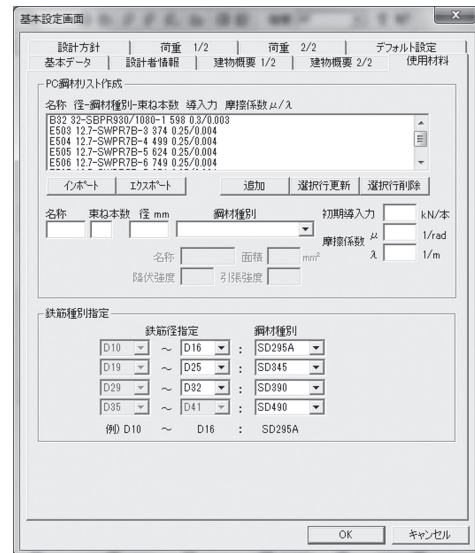 基本設定画面
設計方針 荷重 1/2 荷重 2/2 デフォルト設定
基本データ 設計者情報 建物概要 1/2 建物概要 2/2 使用材料
PC鋼材リスト作成
名称 径-鋼材種別-束ね本数 導入力 摩擦係数μ/λ
B32 32-SBPR930/1080-1 598 0.3/0.003
E503 12.7-SWPR7B-3 374 0.25/0.004
E504 12.7-SWPR7B-4 499 0.25/0.004
E505 12.7-SWPR7B-5 624 0.25/0.004
E506 12.7-SWPR7B-6 749 0.25/0.004
インポート エクスポート 追加 選択行更新 選択行削除
名称 束ね本数 径 mm 鋼材種別 初期導入力 kN/本
摩擦係数 μ 1/rad
λ 1/m
名称 面積 mm²
降伏強度 引張強度
鉄筋種別指定
鉄筋径指定 鋼材種別
D10 ～ D16 : SD295A
D19 ～ D25 : SD345
D29 ～ D32 : SD390
D35 ～ D41 : SD490
例) D10 ～ D16 : SD295A
OK キャンセル